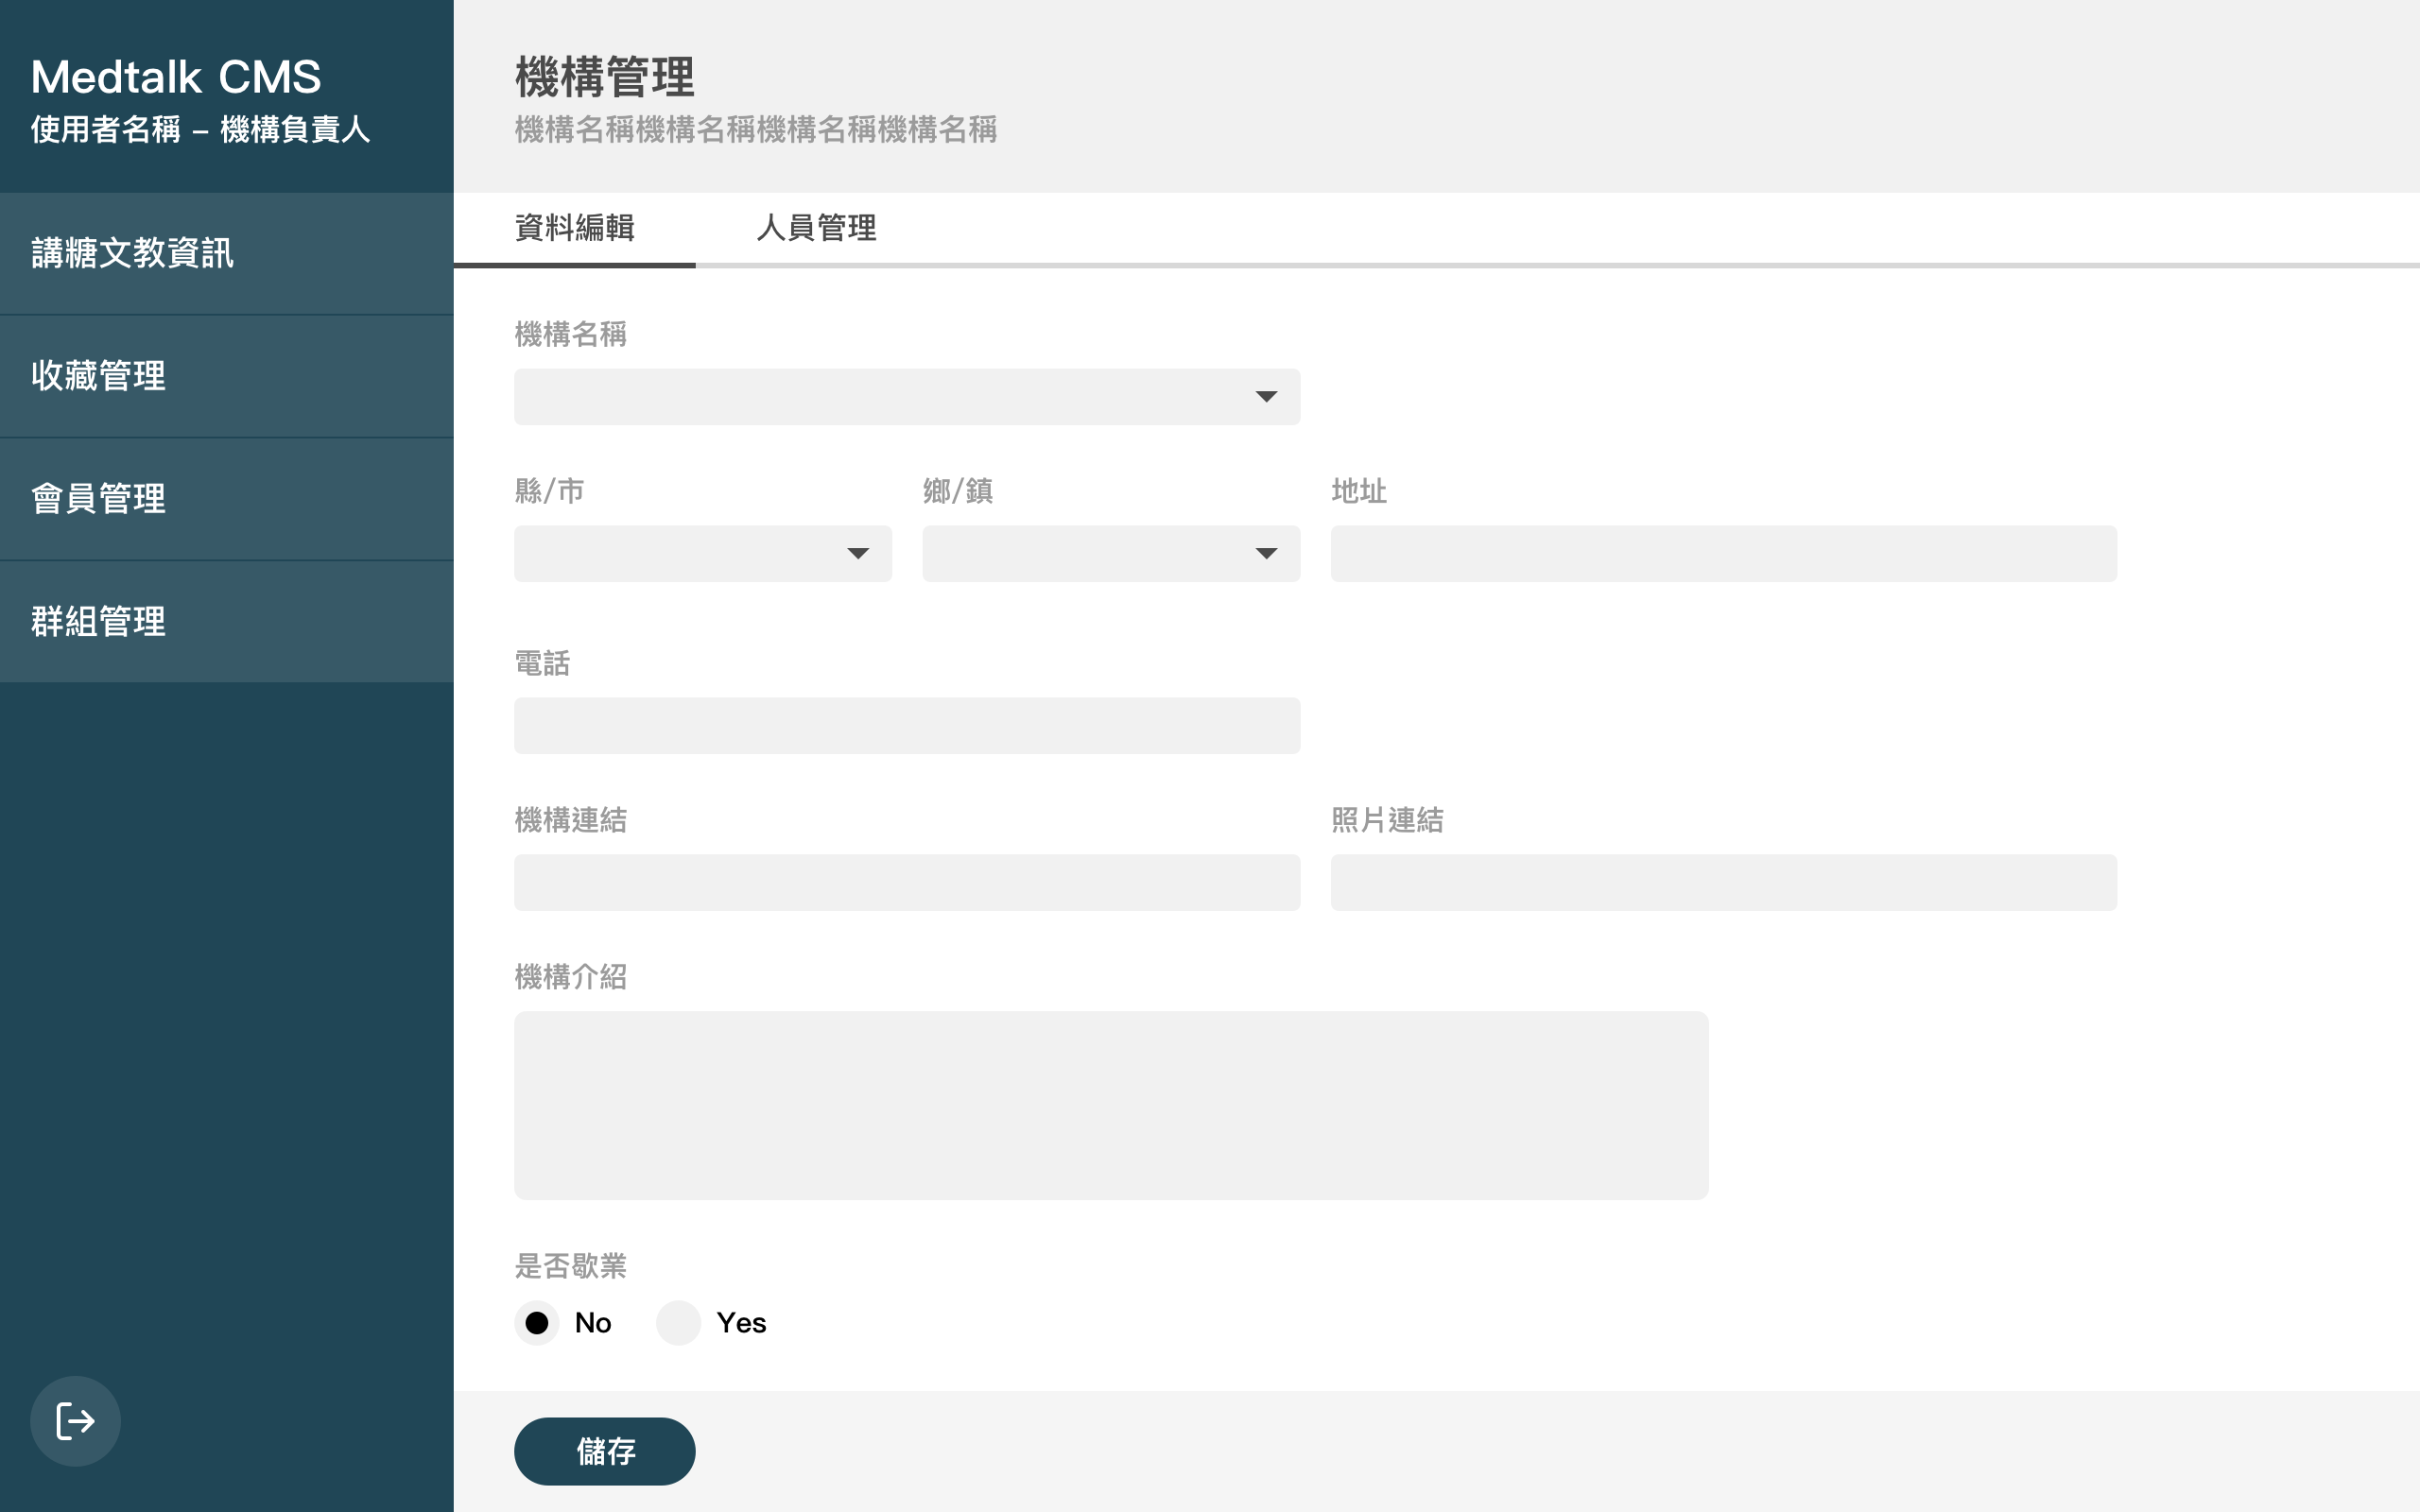 Medtalk CMS
使用者名稱 – 機構負責人
講糖文教資訊
收藏管理
會員管理
群組管理
機構管理
機構名稱機構名稱機構名稱機構名稱
資料編輯
人員管理
機構名稱
縣/市
鄉/鎮
地址
電話
機構連結
照片連結
機構介紹
是否歇業
No
Yes
儲存